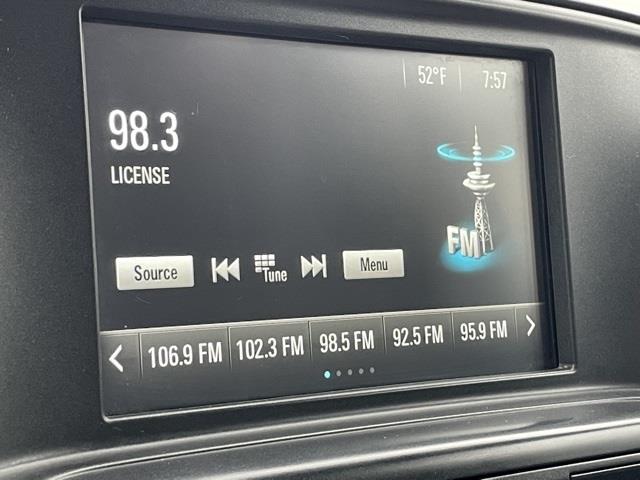 52°F 7:57
98.3
LICENSE
FM
Source Tune Menu
106.9 FM 102.3 FM 98.5 FM 92.5 FM 95.9 FM